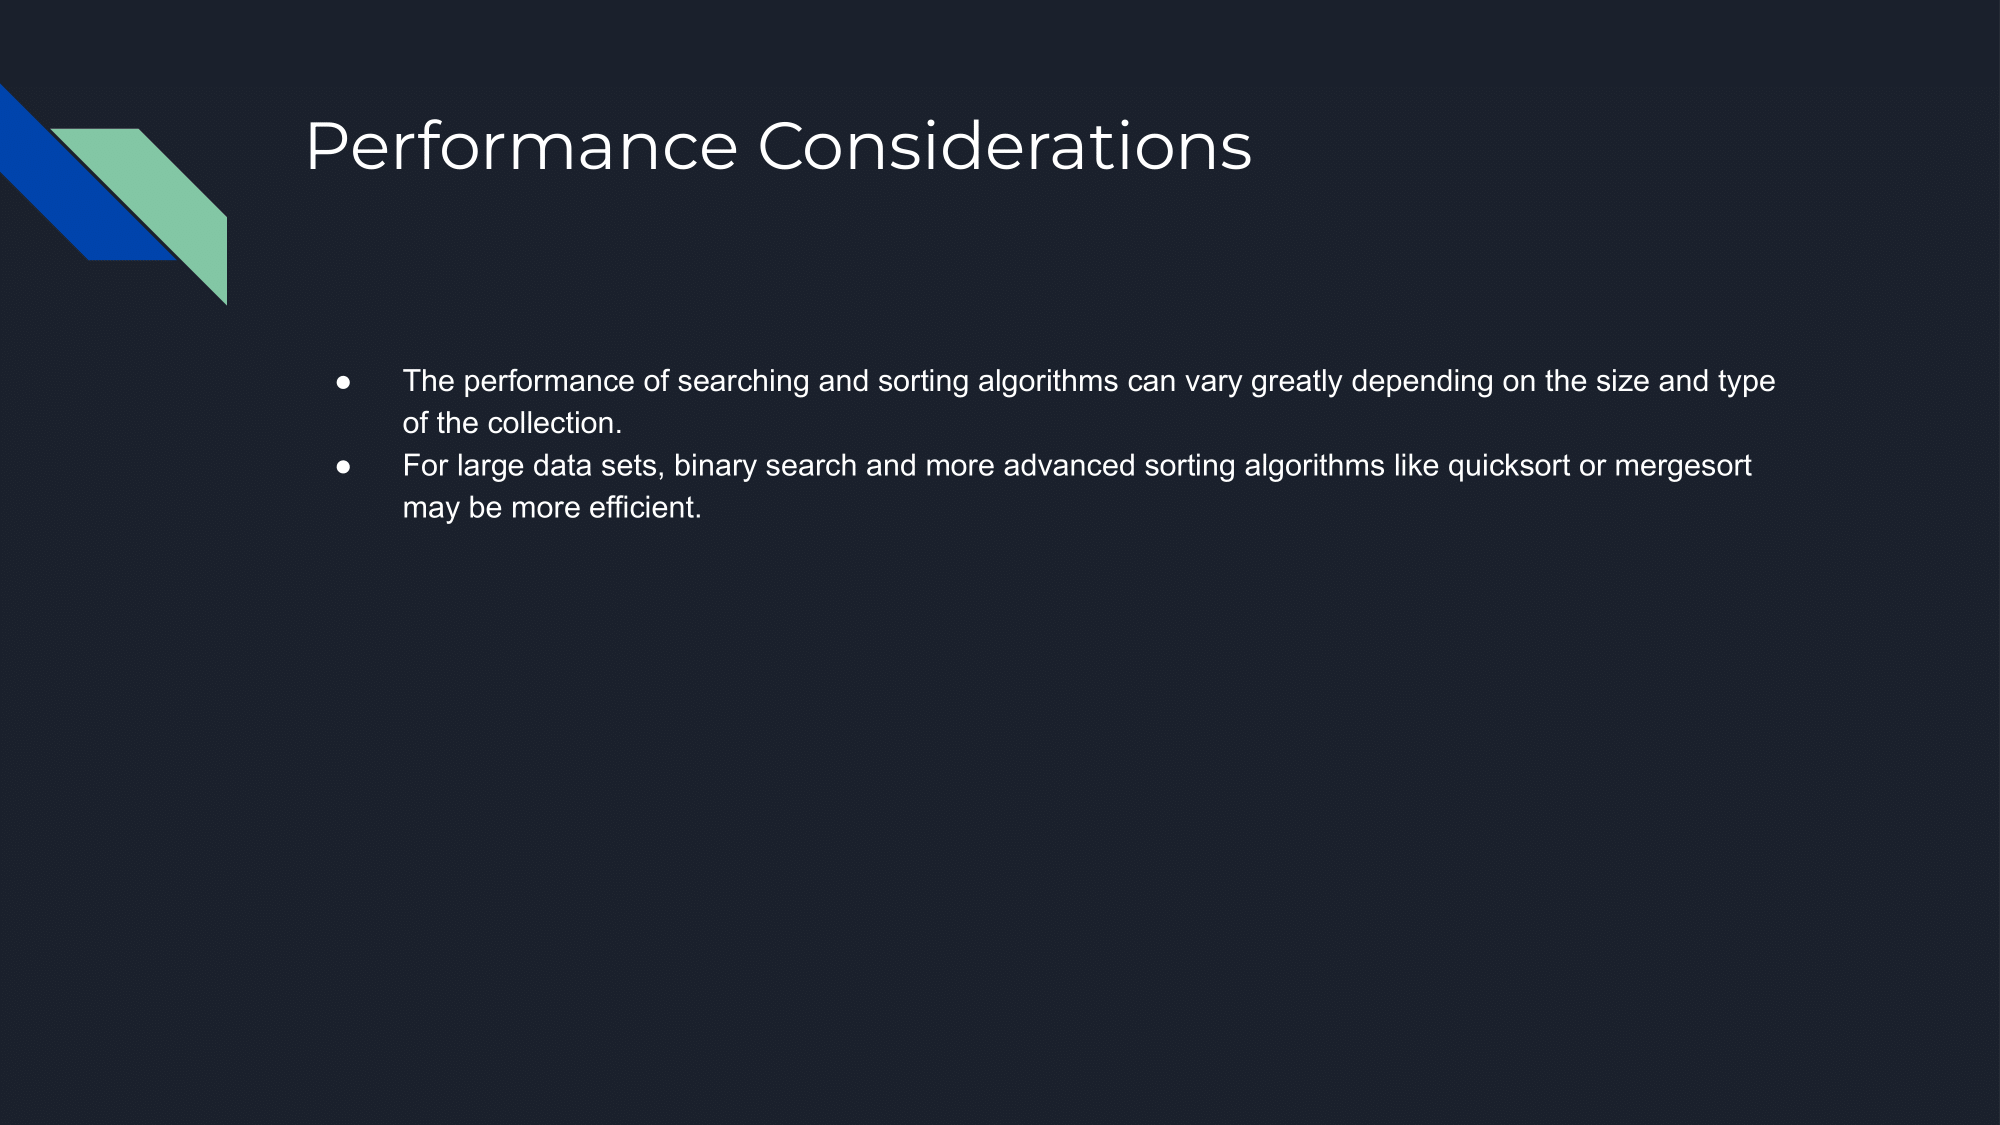 Performance Considerations
● The performance of searching and sorting algorithms can vary greatly depending on the size and type
of the collection.
● For large data sets, binary search and more advanced sorting algorithms like quicksort or mergesort
may be more efficient.